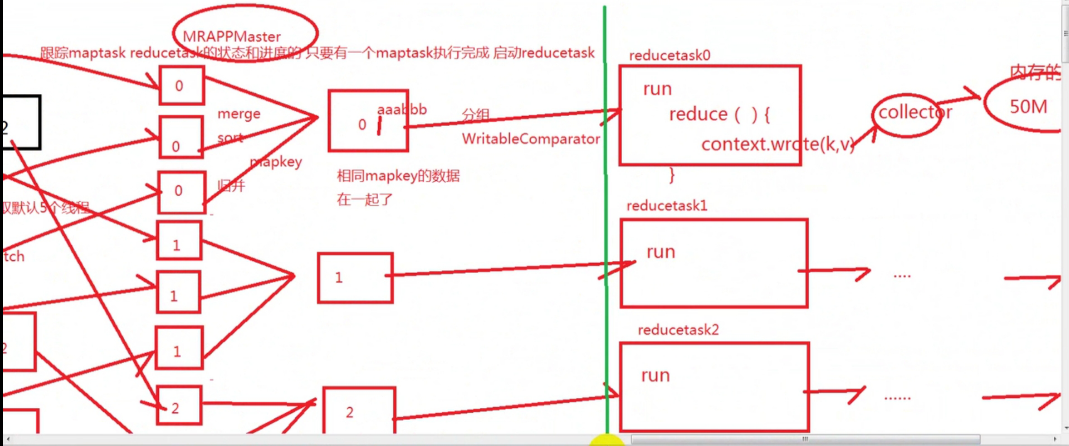 MRAPPMaster
跟踪maptask reducetask的状态和进度的 只要有一个maptask执行完成 启动reducetask
0
merge
sort
mapkey
归并
0
0
2
取默认5个线程
tch
1
1
1
2
2
0
aaabbb
相同mapkey的数据
在一起了
1
2
分组
WritableComparator
reducetask0
run
reduce ( ) {
context.wrote(k,v)
}
collector
内存的
50M
reducetask1
run
....
reducetask2
run
......